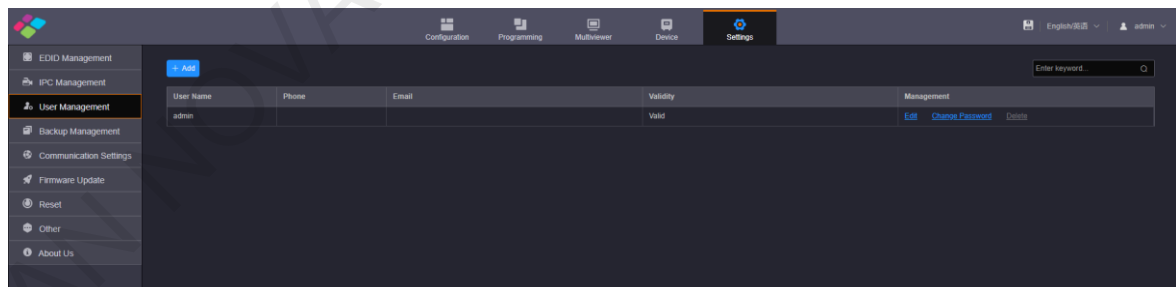 Configuration Programming Multiviewer Device Settings English/英语 admin
EDID Management
IPC Management
User Management
Backup Management
Communication Settings
Firmware Update
Reset
Other
About Us
+ Add Enter keyword...
User Name Phone Email Validity Management
admin Valid Edit Change Password Delete